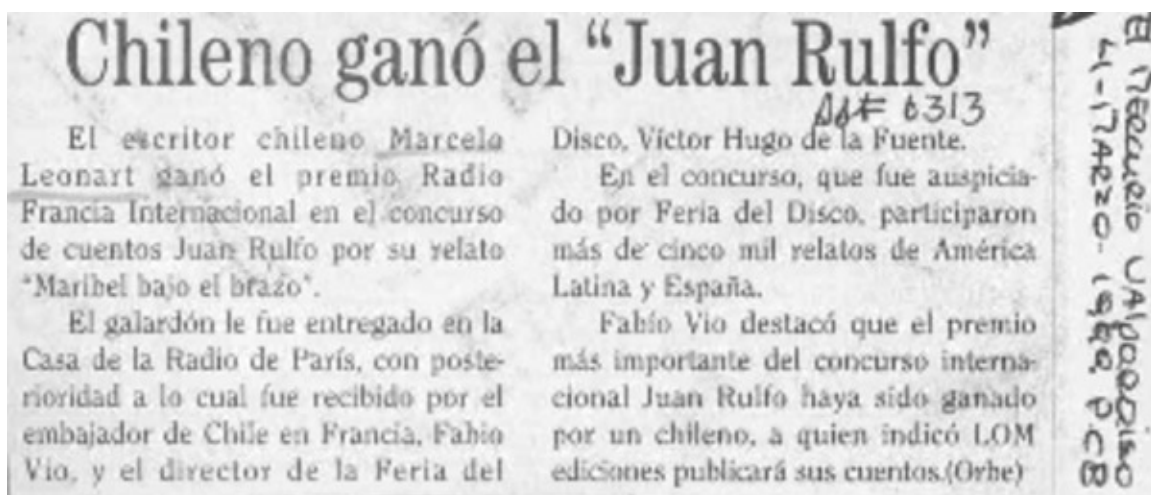 Chileno ganó el “Juan Rulfo”
El escritor chileno Marcelo
Leonart ganó el premio Radio
Francia Internacional en el concurso
de cuentos Juan Rulfo por su relato
"Maribel bajo el brazo".
El galardón le fue entregado en la
Casa de la Radio de París, con poste-
rioridad a lo cual fue recibido por el
embajador de Chile en Francia, Fabio
Vio, y el director de la Feria del
Disco, Víctor Hugo de la Fuente.
En el concurso, que fue auspicia-
do por Feria del Disco, participaron
más de cinco mil relatos de América
Latina y España.
Fabio Vio destacó que el premio
más importante del concurso interna-
cional Juan Rulfo haya sido ganado
por un chileno, a quien indicó LOM
ediciones publicará sus cuentos.(Orbe)
6313
El Mercurio Valparaíso
4-MARZO-